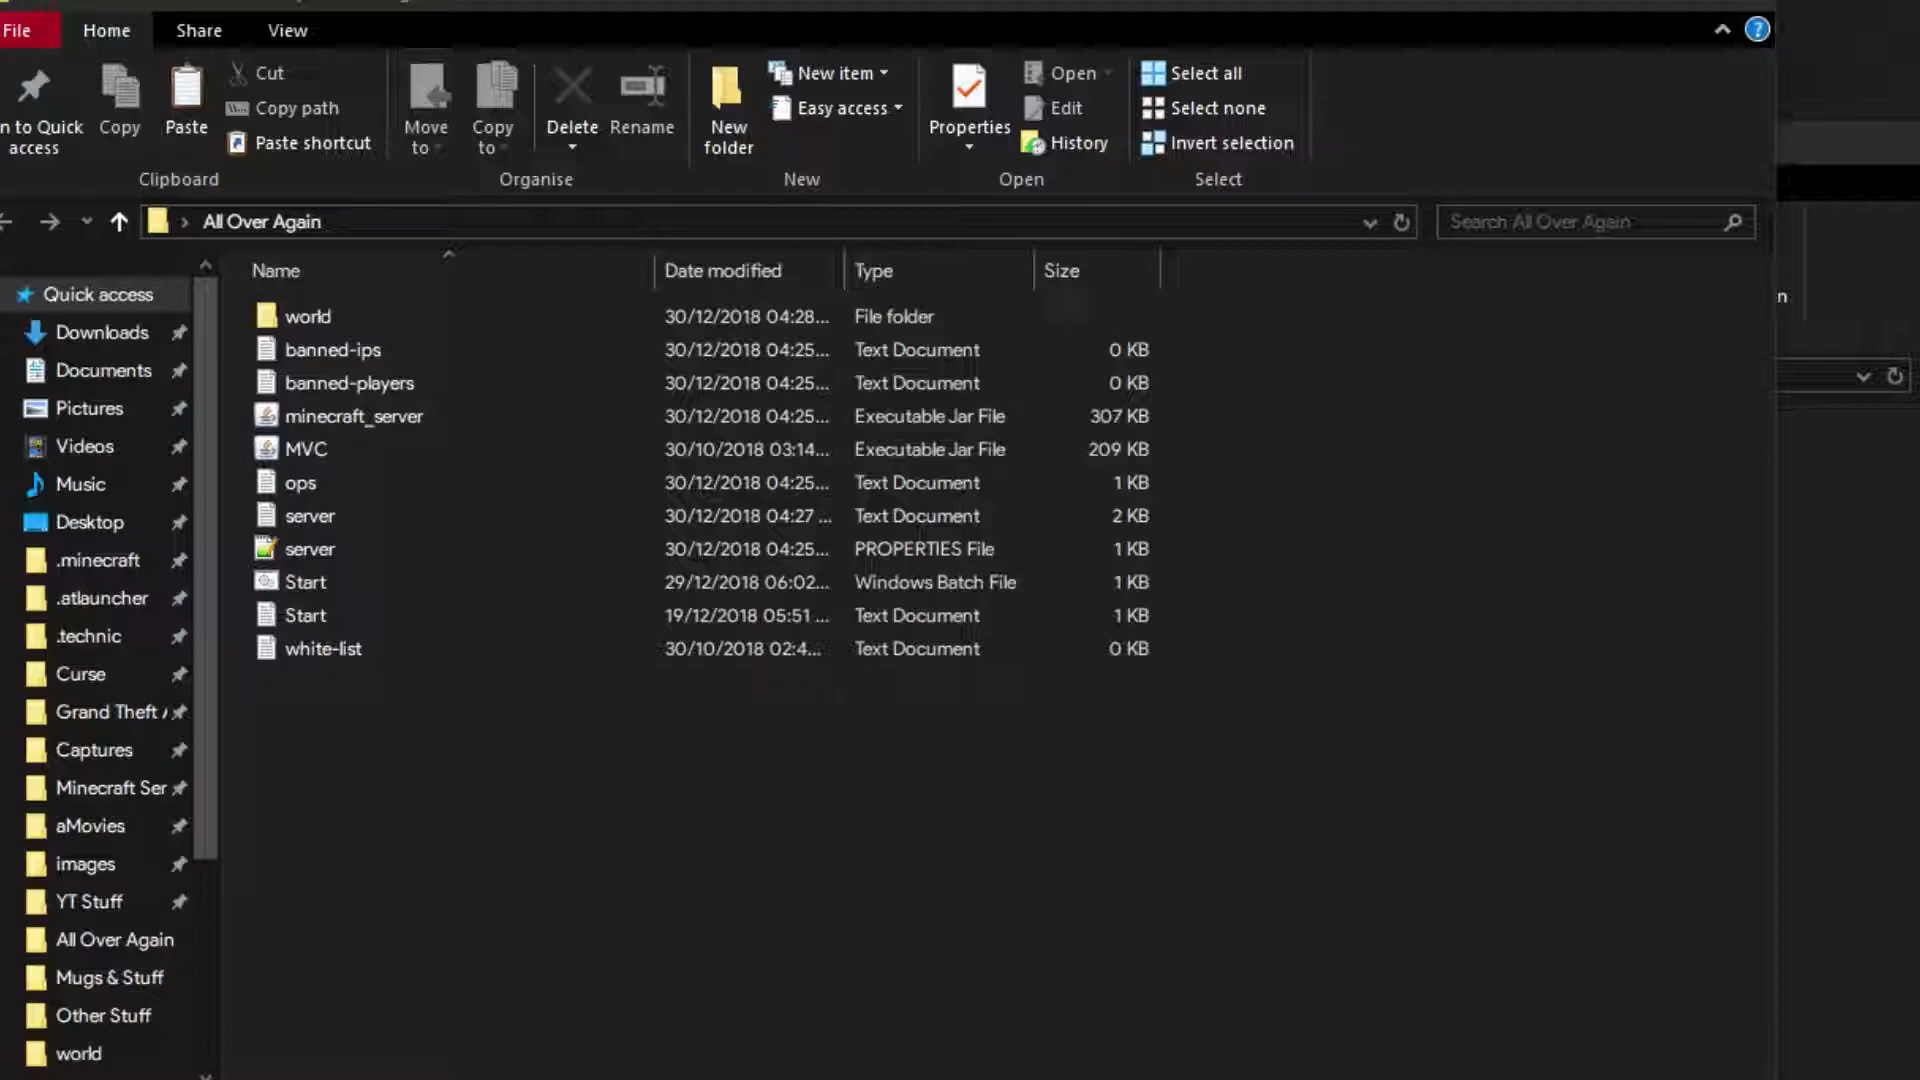 File Home Share View
n to Quick access
Copy
Paste
Cut
Copy path
Paste shortcut
Move to
Copy to
Delete
Rename
New folder
New item
Easy access
Properties
Open
Edit
History
Select all
Select none
Invert selection
Clipboard Organise New Open Select
All Over Again
Search All Over Again
Name Date modified Type Size
world 30/12/2018 04:28... File folder
banned-ips 30/12/2018 04:25... Text Document 0 KB
banned-players 30/12/2018 04:25... Text Document 0 KB
minecraft_server 30/12/2018 04:25... Executable Jar File 307 KB
MVC 30/10/2018 03:14... Executable Jar File 209 KB
ops 30/12/2018 04:25... Text Document 1 KB
server 30/12/2018 04:27 ... Text Document 2 KB
server 30/12/2018 04:25... PROPERTIES File 1 KB
Start 29/12/2018 06:02... Windows Batch File 1 KB
Start 19/12/2018 05:51 ... Text Document 1 KB
white-list 30/10/2018 02:4... Text Document 0 KB
Quick access
Downloads
Documents
Pictures
Videos
Music
Desktop
.minecraft
.atlauncher
.technic
Curse
Grand Theft
Captures
Minecraft Ser
aMovies
images
YT Stuff
All Over Again
Mugs & Stuff
Other Stuff
world
n